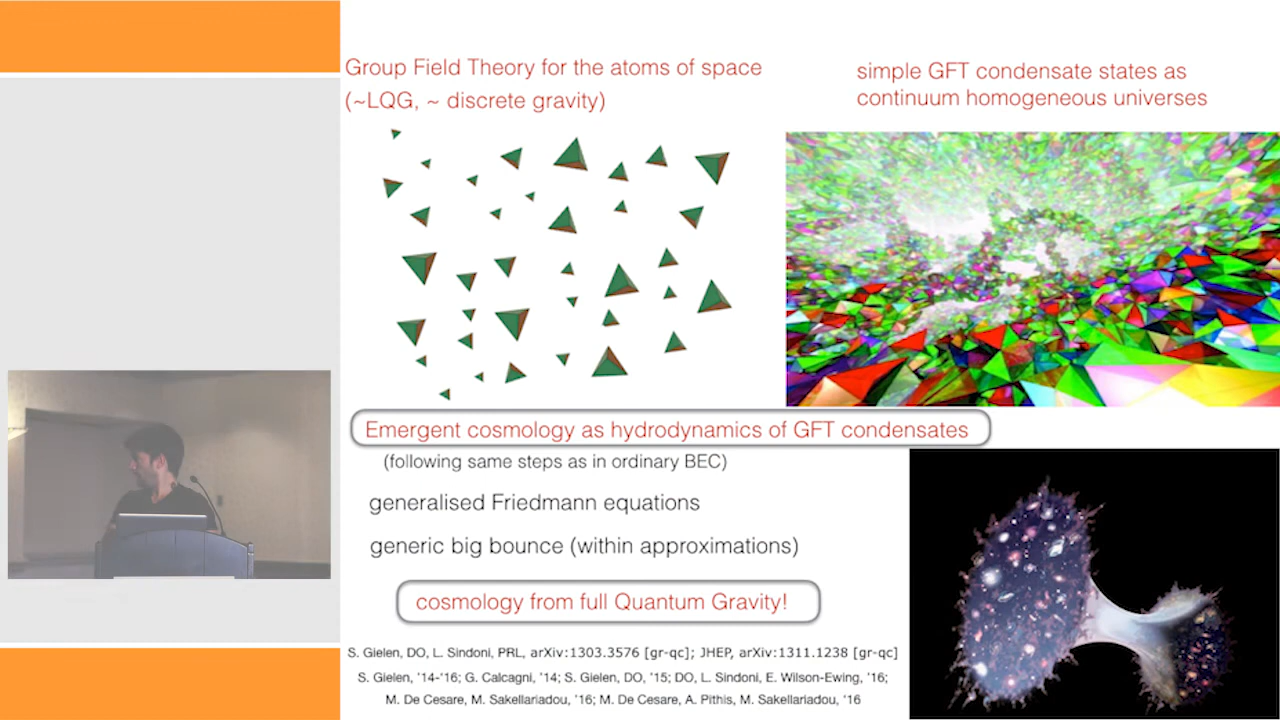 Group Field Theory for the atoms of space
(~LQG, ~ discrete gravity)
simple GFT condensate states as
continuum homogeneous universes
Emergent cosmology as hydrodynamics of GFT condensates
(following same steps as in ordinary BEC)
generalised Friedmann equations
generic big bounce (within approximations)
cosmology from full Quantum Gravity!
S. Gielen, DO, L. Sindoni, PRL, arXiv:1303.3576 [gr-qc]; JHEP, arXiv:1311.1238 [gr-qc]
S. Gielen, '14-'16; G. Calcagni, '14; S. Gielen, DO, '15; DO, L. Sindoni, E. Wilson-Ewing, '16;
M. De Cesare, M. Sakellariadou, '16; M. De Cesare, A. Pithis, M. Sakellariadou, '16